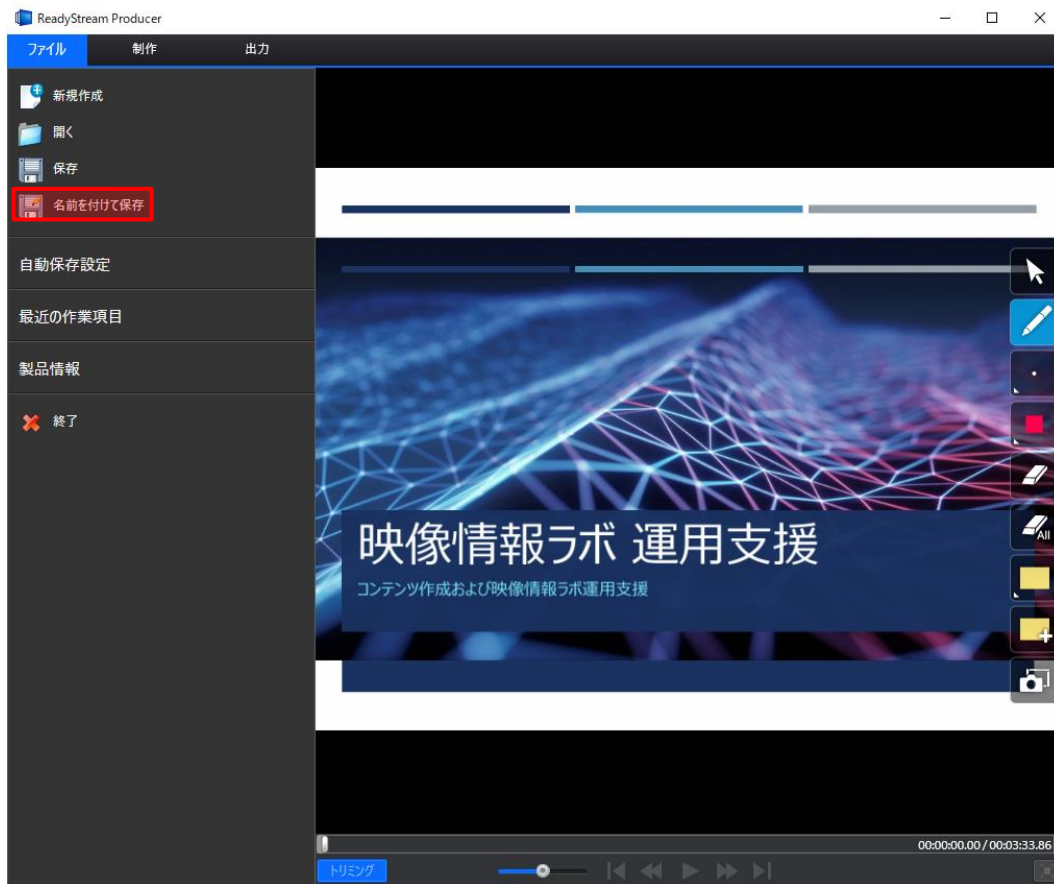 ReadyStream Producer
ファイル 制作 出力
新規作成
開く
保存
名前を付けて保存
自動保存設定
最近の作業項目
製品情報
終了
映像情報ラボ 運用支援
コンテンツ作成および映像情報ラボ運用支援
All
00:00:00.00 / 00:03:33.86
トリミング